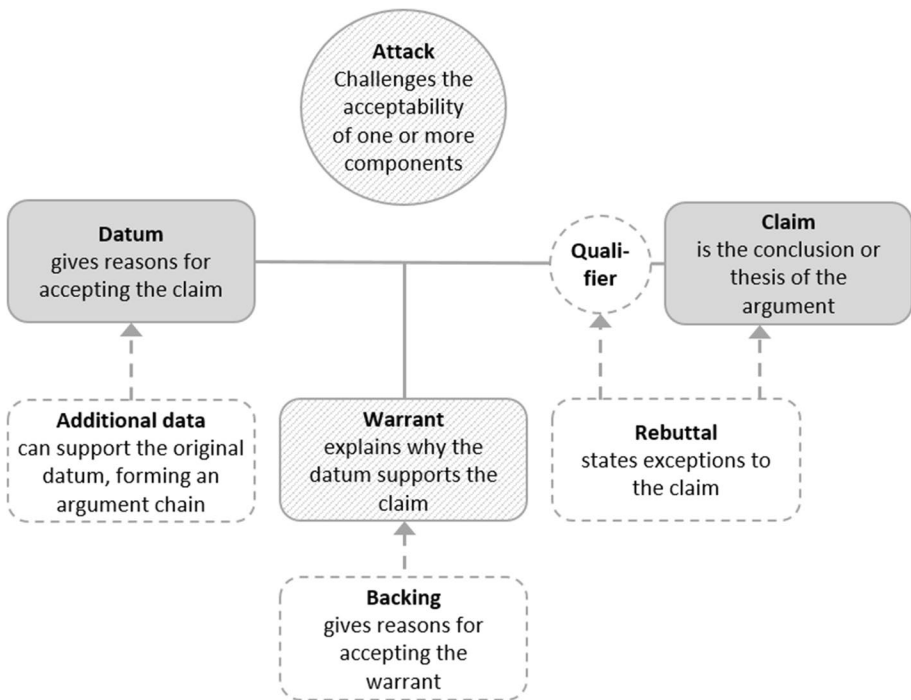 Attack
Challenges the
acceptability
of one or more
components
Datum
gives reasons for
accepting the claim
Quali-
fier
Claim
is the conclusion or
thesis of the
argument
Additional data
can support the original
datum, forming an
argument chain
Warrant
explains why the
datum supports the
claim
Rebuttal
states exceptions to
the claim
Backing
gives reasons for
accepting the
warrant